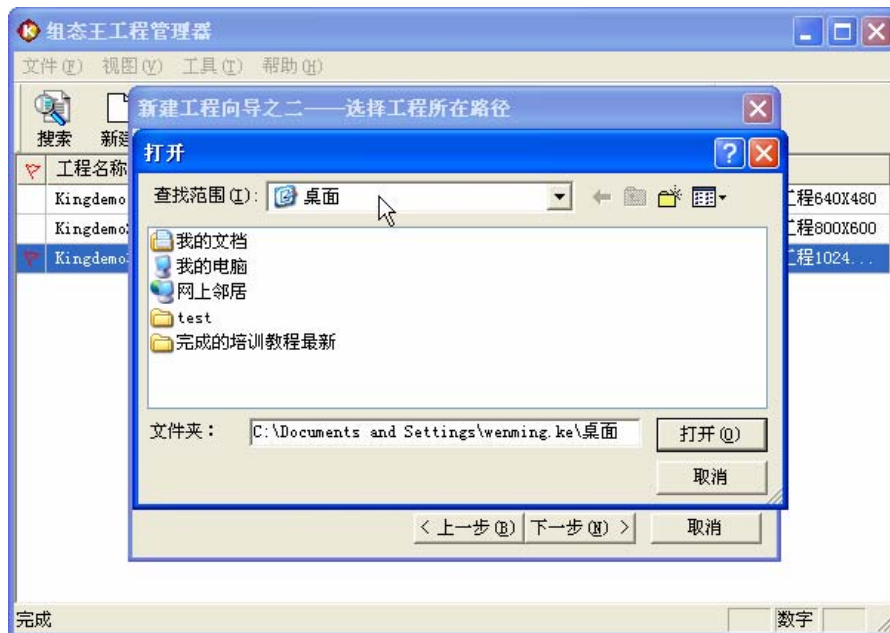 组态王工程管理器
文件(F) 视图(V) 工具(T) 帮助(H)
新建工程向导之二——选择工程所在路径
搜索 新建
打开
工程名称
查找范围(I): 桌面
Kingdemo 工程640X480
Kingdemo 工程800X600
Kingdemo 工程1024...
我的文档
我的电脑
网上邻居
test
完成的培训教程最新
文件夹： C:\Documents and Settings\wenming.ke\桌面 打开(O)
取消
< 上一步(B) 下一步(N) > 取消
完成 数字